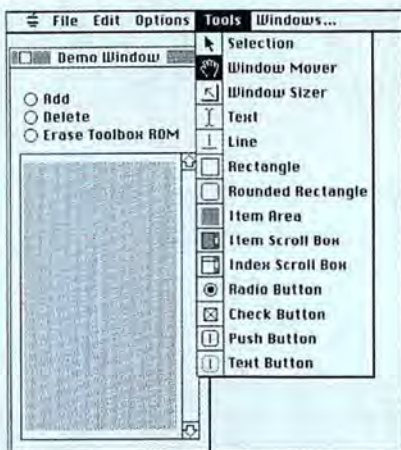 File Edit Options Tools Windows...
Demo Window
Add
Delete
Erase Toolbox ROM
Selection
Window Mover
Window Sizer
Text
Line
Rectangle
Rounded Rectangle
Item Area
Item Scroll Box
Index Scroll Box
Radio Button
Check Button
Push Button
Text Button